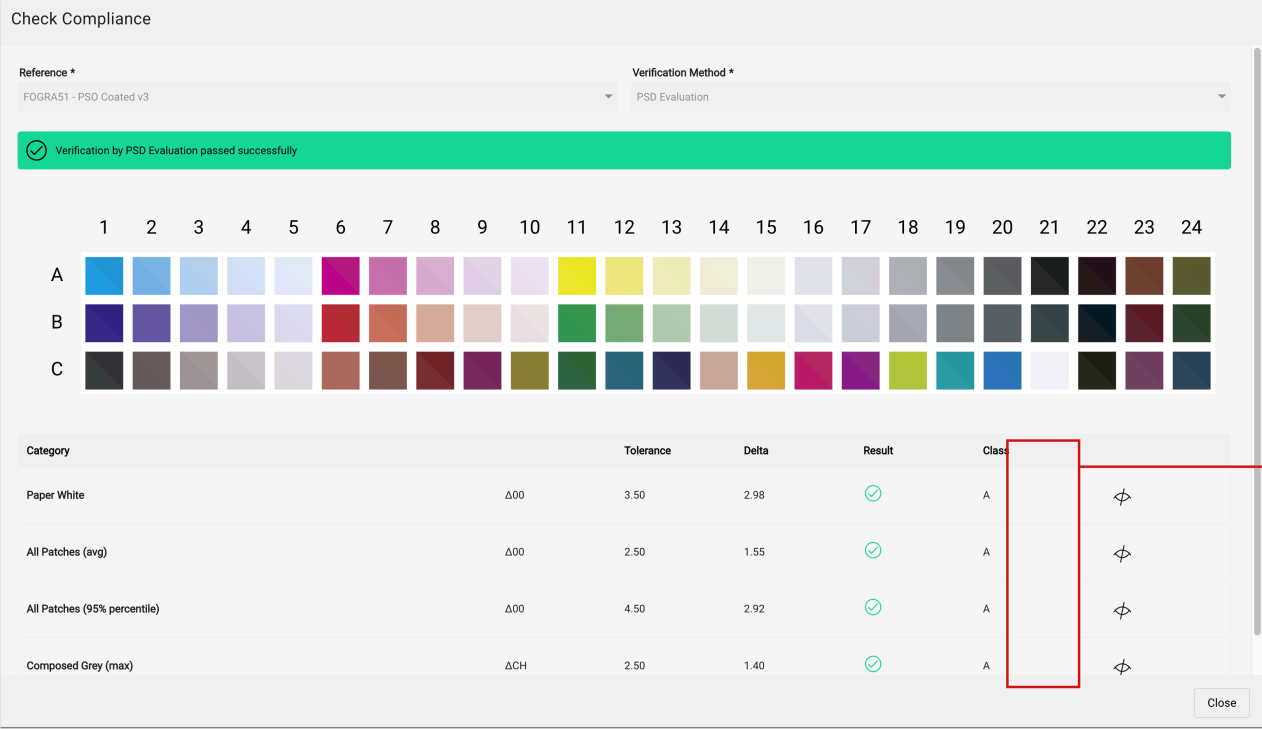 Check Compliance
Reference * Verification Method *
FOGRA51 - PSO Coated v3 PSD Evaluation
Verification by PSD Evaluation passed successfully
1 2 3 4 5 6 7 8 9 10 11 12 13 14 15 16 17 18 19 20 21 22 23 24
A
B
C
Category Tolerance Delta Result Class
Paper White Δ00 3.50 2.98 A
All Patches (avg) Δ00 2.50 1.55 A
All Patches (95% percentile) Δ00 4.50 2.92 A
Composed Grey (max) ΔCH 2.50 1.40 A
Close